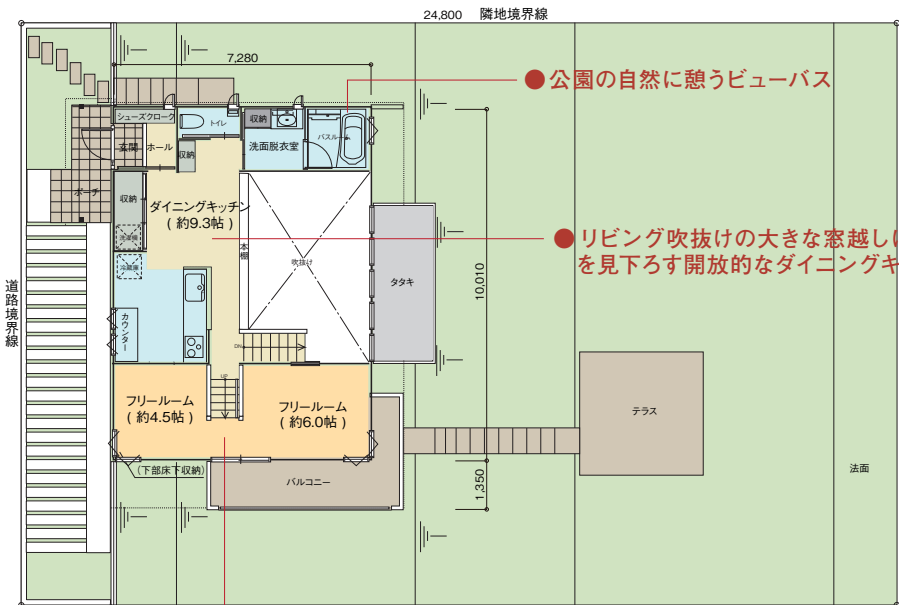 24,800 隣地境界線
7,280
●公園の自然に憩うビューバス
シューズクローク
トイレ
収納
バスルーム
玄関
ホール
収納
洗面脱衣室
ポーチ
収納
ダイニングキッチン
( 約9.3帖 )
洗濯機
本棚
吹抜け
●リビング吹抜けの大きな窓越しに
を見下ろす開放的なダイニングキ
冷蔵庫
タタキ
10,010
道路境界線
カウンター
DN
UP
フリールーム
( 約4.5帖 )
フリールーム
( 約6.0帖 )
テラス
(下部床下収納)
バルコニー
1,350
法面